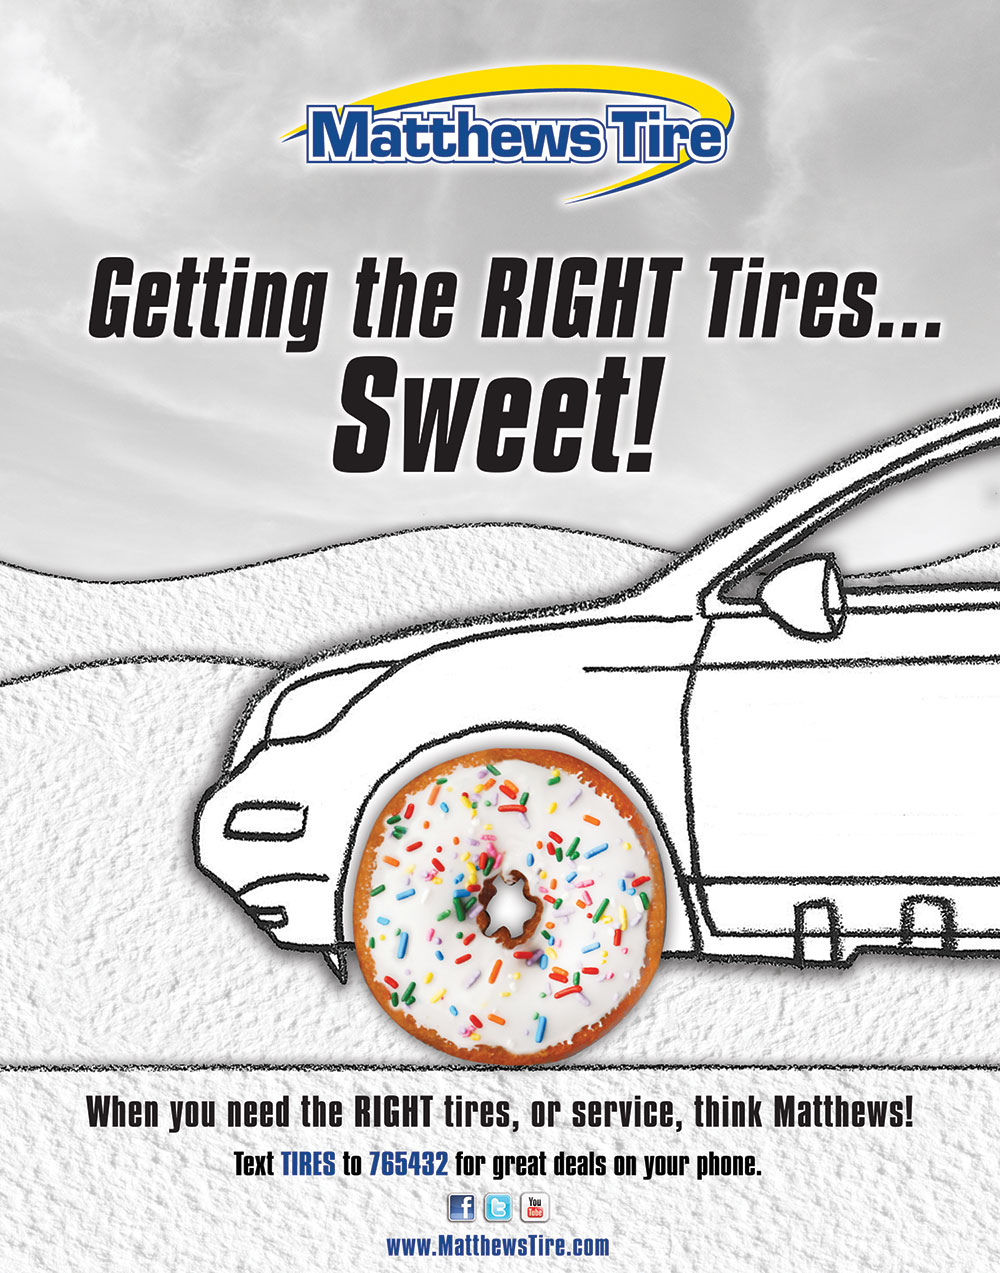 Matthews Tire
Getting the RIGHT Tires...
Sweet!
When you need the RIGHT tires, or service, think Matthews!
Text TIRES to 765432 for great deals on your phone.
f t You Tube
www.MatthewsTire.com